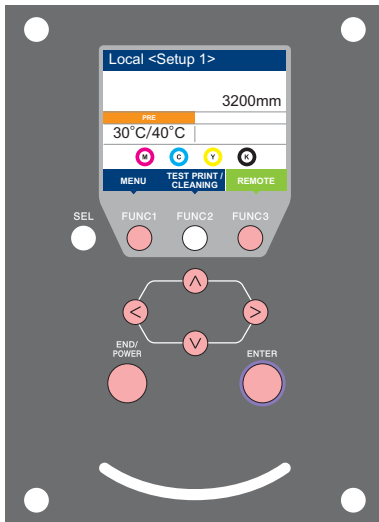 Local <Setup 1>
3200mm
PRE
30°C/40°C
M C Y K
MENU TEST PRINT / CLEANING REMOTE
SEL FUNC1 FUNC2 FUNC3
< ∧ ∨ >
END/
POWER
ENTER